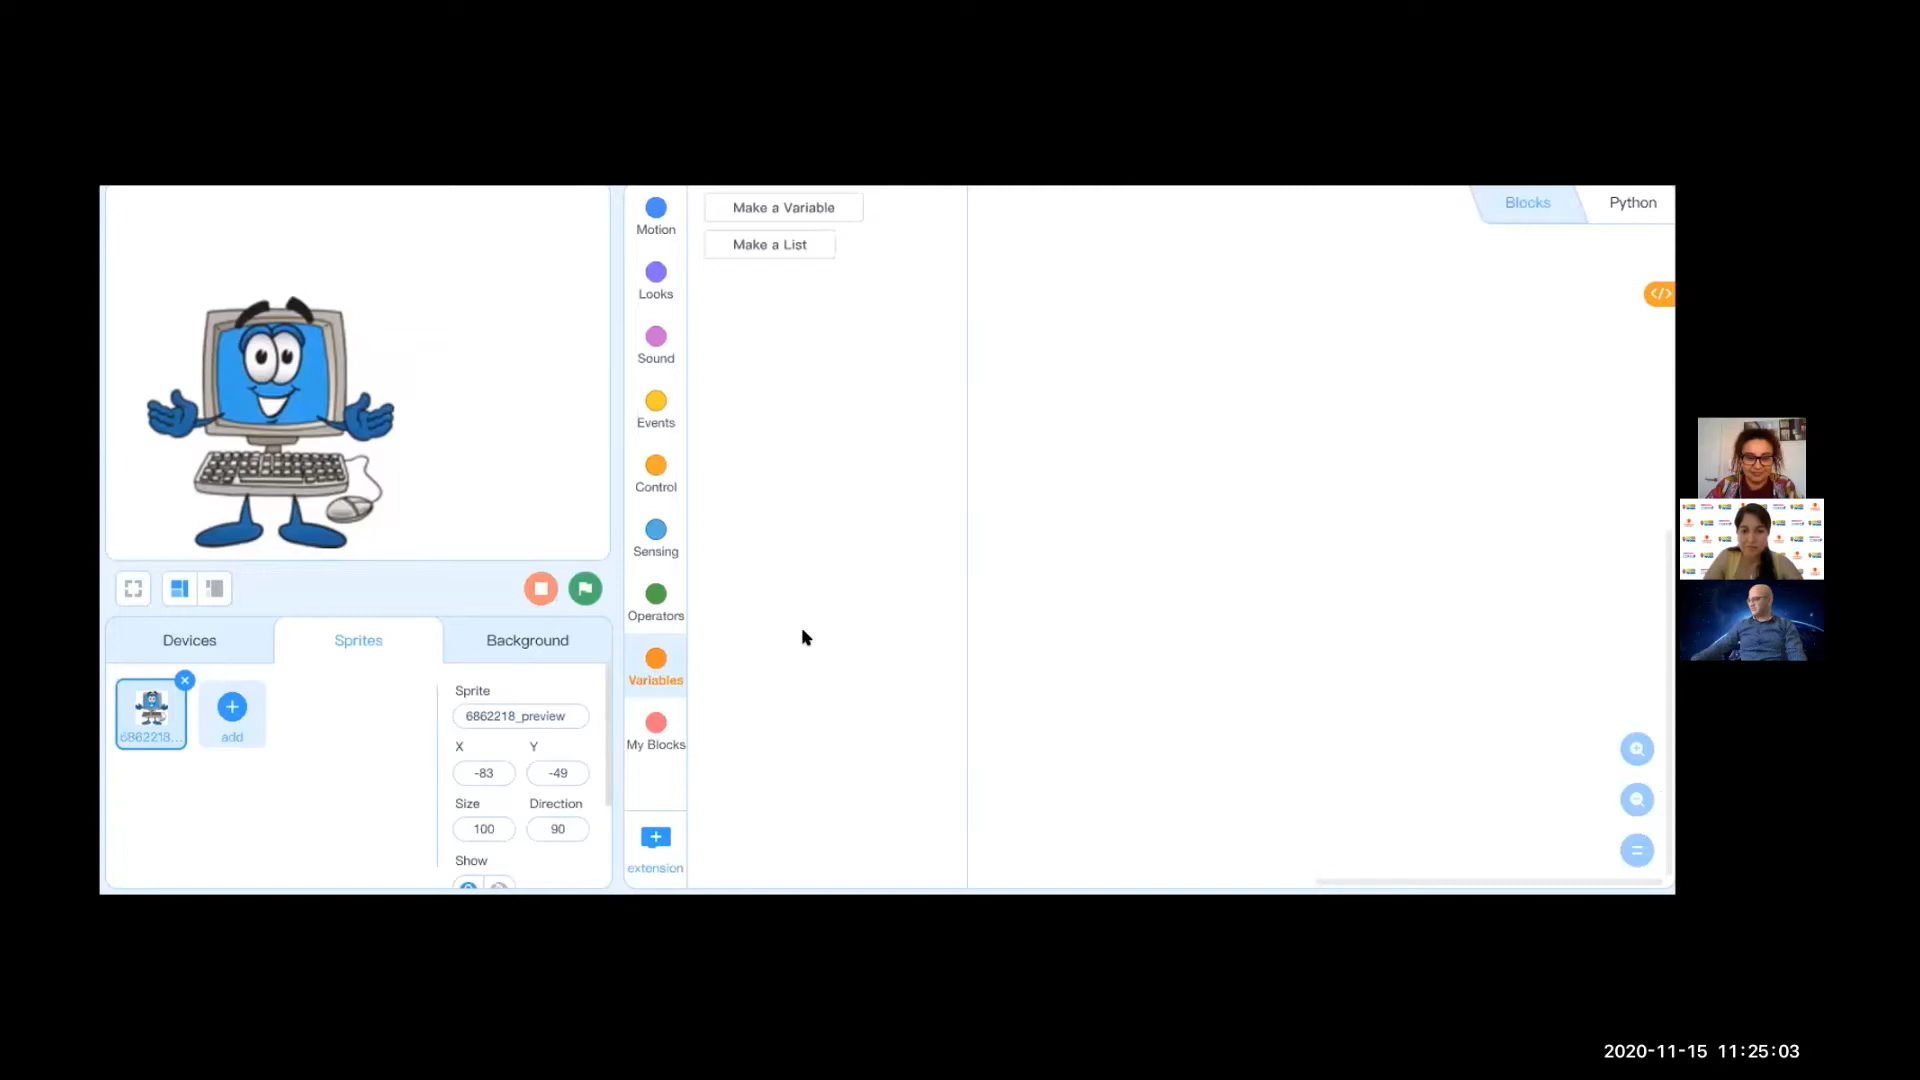 Blocks
Python
Make a Variable
Make a List
Motion
Looks
Sound
Events
Control
Sensing
Operators
Variables
My Blocks
extension
Devices
Sprites
Background
6862218...
add
Sprite
6862218_preview
X
Y
-83
-49
Size
Direction
100
90
Show
2020-11-15 11:25:03